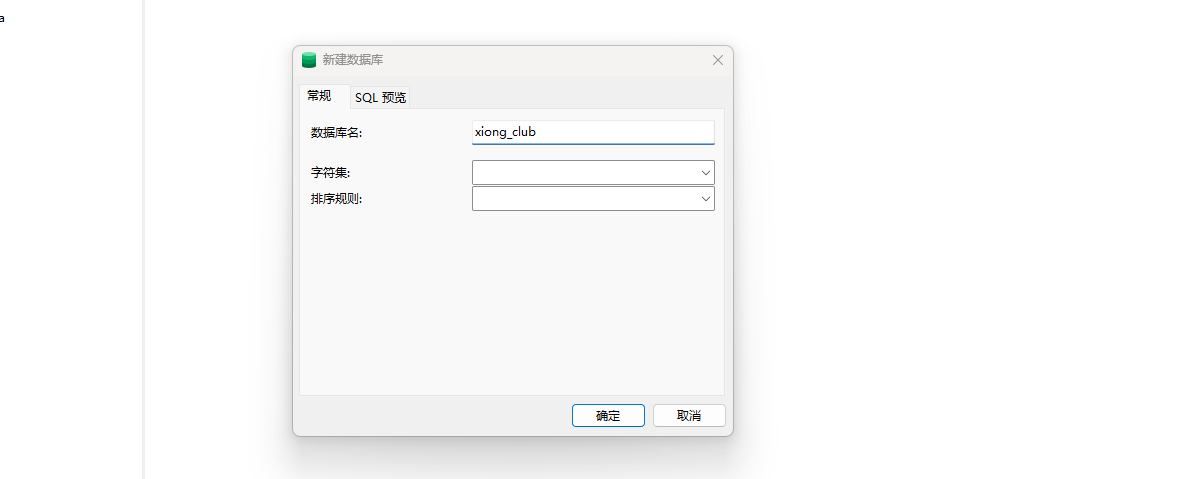 a
新建数据库
常规
SQL 预览
数据库名:
xiong_club
字符集:
排序规则:
确定
取消